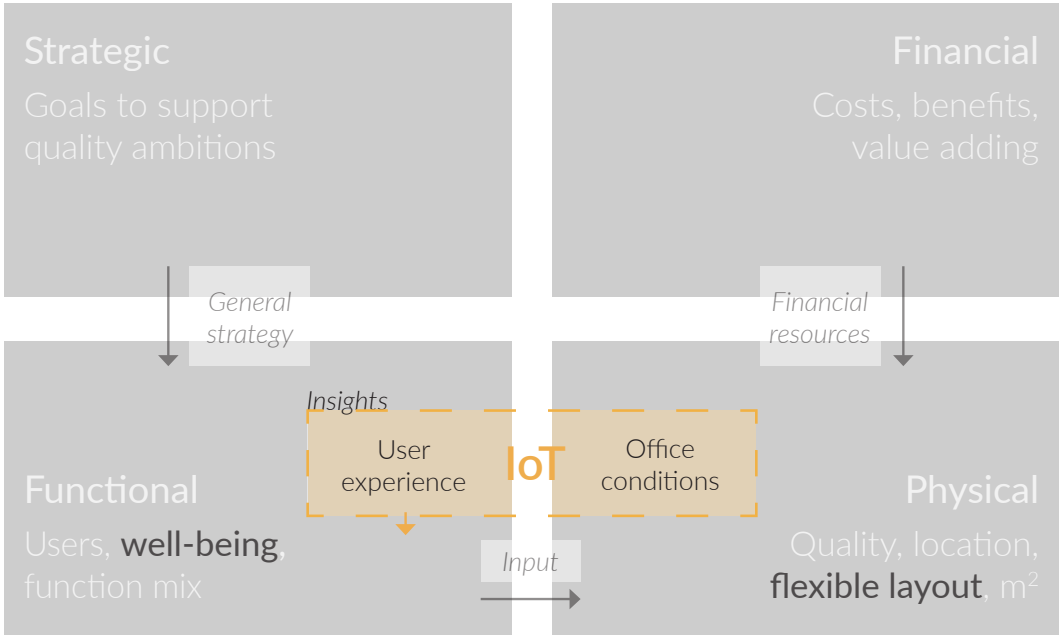 Strategic
Goals to support
quality ambitions
Financial
Costs, benefits,
value adding
General
strategy
Financial
resources
Insights
User
experience
IoT
Office
conditions
Functional
Users, well-being,
function mix
Input
Physical
Quality, location,
flexible layout, m²